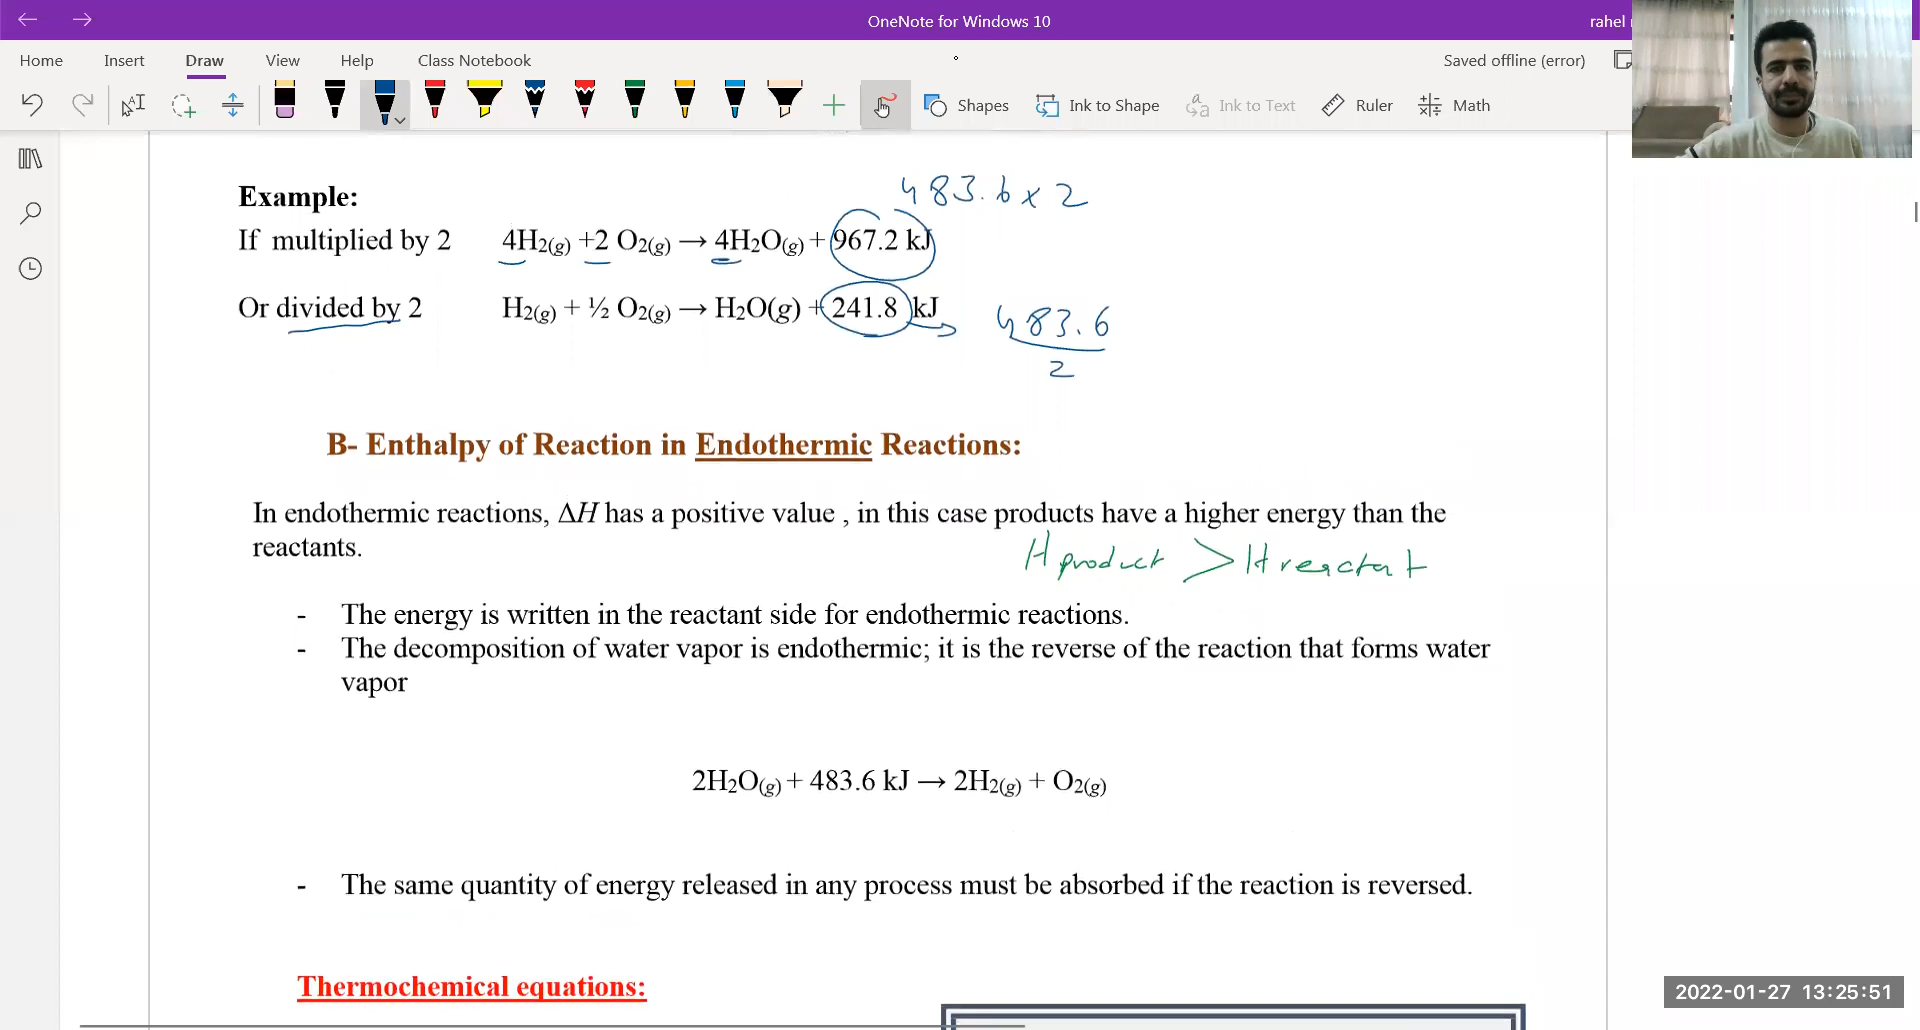 OneNote for Windows 10
rahel
Home Insert Draw View Help Class Notebook
Saved offline (error)
Shapes Ink to Shape Ink to Text Ruler Math
483.6 x 2
Example:
If multiplied by 2 4H2(g) +2 O2(g) → 4H2O(g) + 967.2 kJ
Or divided by 2 H2(g) + ½ O2(g) → H2O(g) + 241.8 kJ
483.6
2
B- Enthalpy of Reaction in Endothermic Reactions:
In endothermic reactions, ΔH has a positive value , in this case products have a higher energy than the
reactants.
H product > H reactat
- The energy is written in the reactant side for endothermic reactions.
- The decomposition of water vapor is endothermic; it is the reverse of the reaction that forms water
vapor
2H2O(g) + 483.6 kJ → 2H2(g) + O2(g)
- The same quantity of energy released in any process must be absorbed if the reaction is reversed.
Thermochemical equations:
2022-01-27 13:25:51